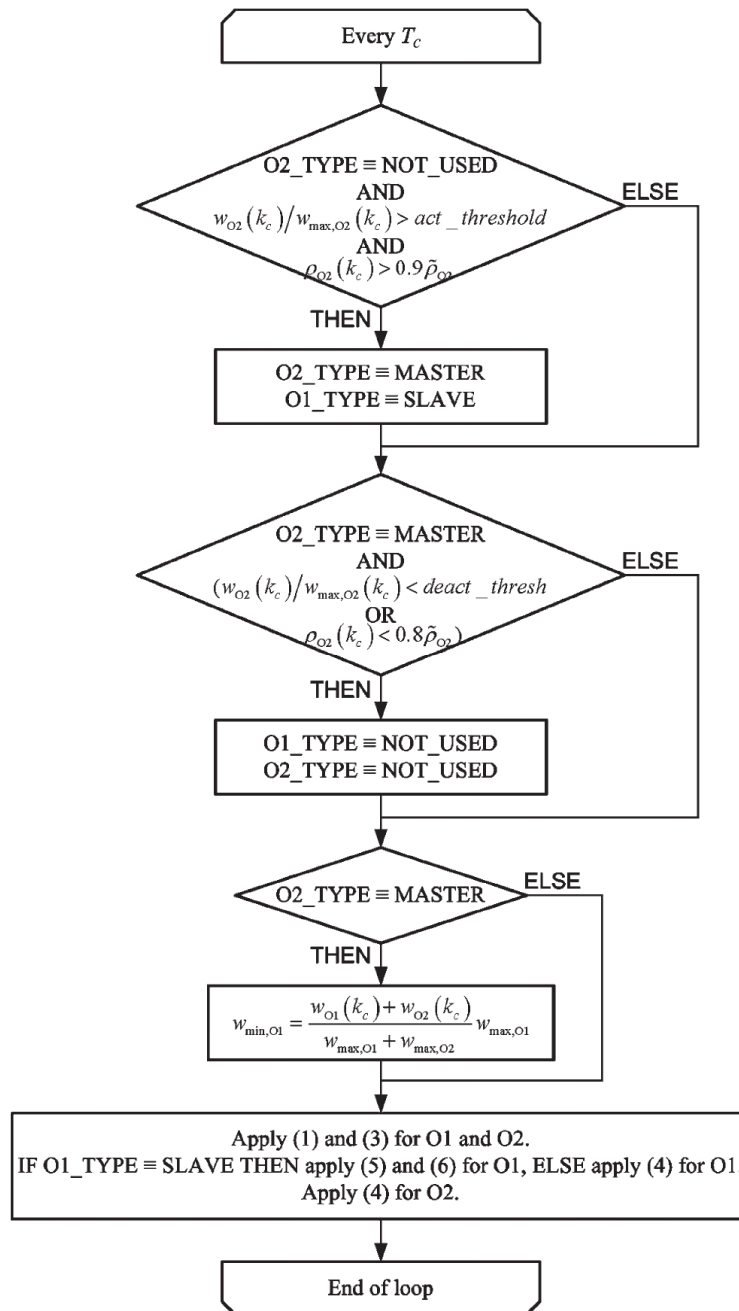 Every T_c
O2_TYPE ≡ NOT_USED
AND
w_O2(k_c)/w_max,O2(k_c) > act_threshold
AND
ρ_O2(k_c) > 0.9ρ̃_O2
ELSE
THEN
O2_TYPE ≡ MASTER
O1_TYPE ≡ SLAVE
O2_TYPE ≡ MASTER
AND
(w_O2(k_c)/w_max,O2(k_c) < deact_thresh
OR
ρ_O2(k_c) < 0.8ρ̃_O2)
ELSE
THEN
O1_TYPE ≡ NOT_USED
O2_TYPE ≡ NOT_USED
O2_TYPE ≡ MASTER
ELSE
THEN
w_min,O1 = (w_O1(k_c) + w_O2(k_c))/(w_max,O1 + w_max,O2) w_max,O1
Apply (1) and (3) for O1 and O2.
IF O1_TYPE ≡ SLAVE THEN apply (5) and (6) for O1, ELSE apply (4) for O1.
Apply (4) for O2.
End of loop